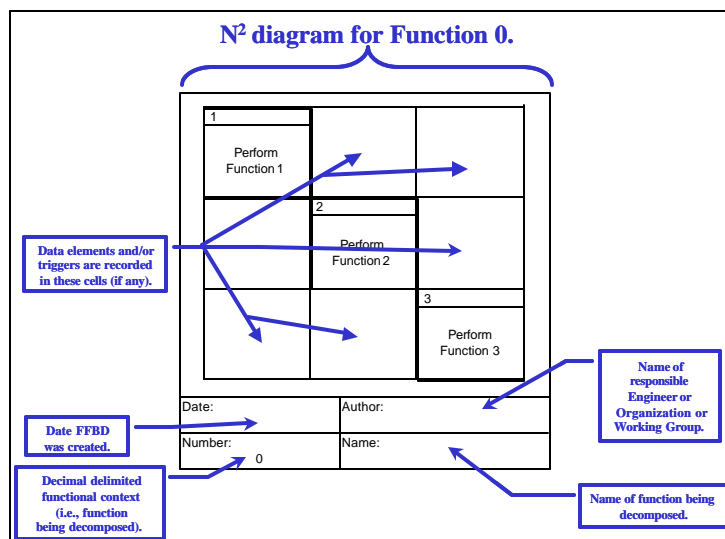 N² diagram for Function 0.
1
Perform
Function 1
2
Perform
Function 2
3
Perform
Function 3
Data elements and/or
triggers are recorded
in these cells (if any).
Date:
Author:
Number:
0
Name:
Date FFBD
was created.
Decimal delimited
functional context
(i.e., function
being decomposed).
Name of
responsible
Engineer or
Organization or
Working Group.
Name of function being
decomposed.